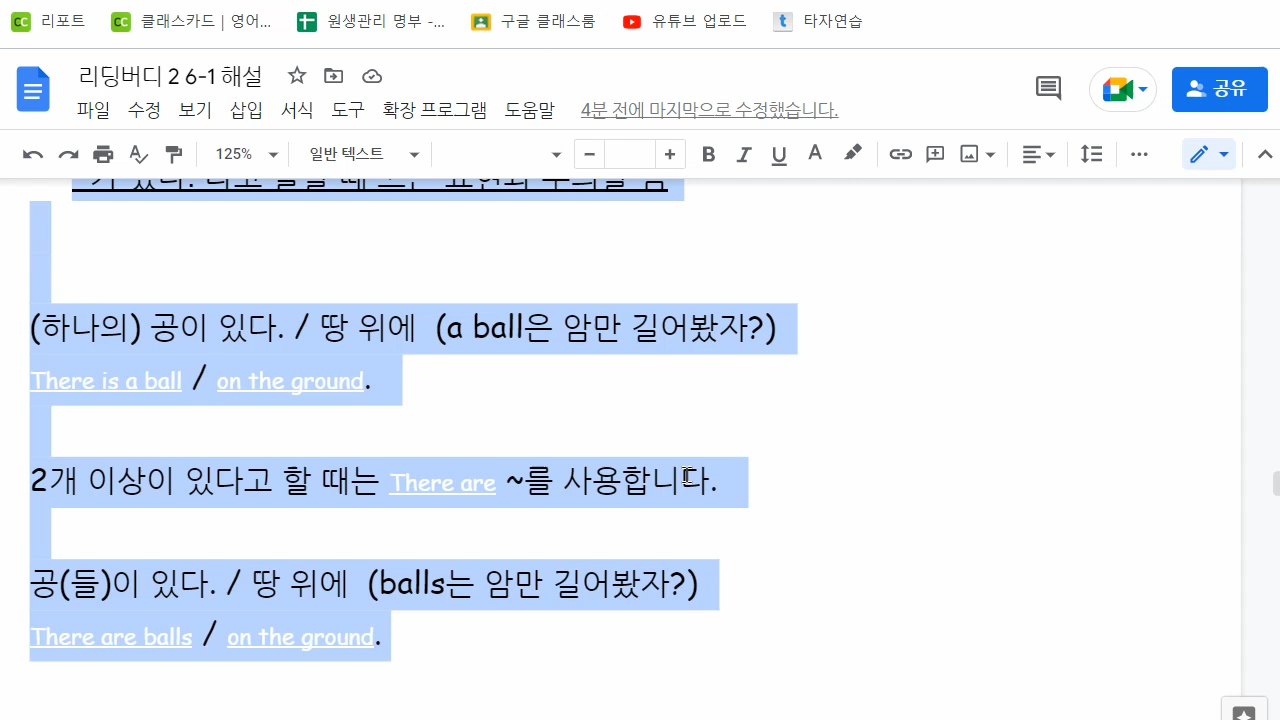 리포트 클래스카드 | 영어... 원생관리 명부 -... 구글 클래스룸 유튜브 업로드 타자연습
리딩버디 2 6-1 해설
파일 수정 보기 삽입 서식 도구 확장 프로그램 도움말 4분 전에 마지막으로 수정했습니다.
공유
125% 일반 텍스트
(하나의) 공이 있다. / 땅 위에 (a ball은 암만 길어봤자?)
There is a ball / on the ground.
2개 이상이 있다고 할 때는 There are ~를 사용합니다.
공(들)이 있다. / 땅 위에 (balls는 암만 길어봤자?)
There are balls / on the ground.